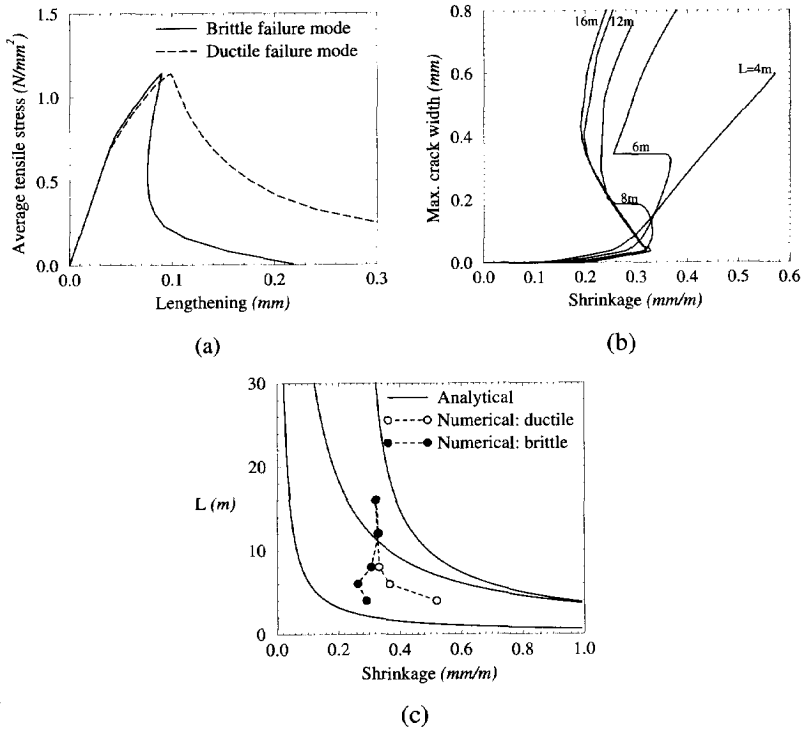 Average tensile stress (N/mm²)
1.5
1.0
0.5
0.0
Brittle failure mode
Ductile failure mode
0.0 0.1 0.2 0.3
Lengthening (mm)
(a)
Max. crack width (mm)
0.8
0.6
0.4
0.2
0.0
16m 12m
L=4m
6m
8m
0.0 0.1 0.2 0.3 0.4 0.5 0.6
Shrinkage (mm/m)
(b)
L (m)
30
20
10
0
Analytical
Numerical: ductile
Numerical: brittle
0.0 0.2 0.4 0.6 0.8 1.0
Shrinkage (mm/m)
(c)